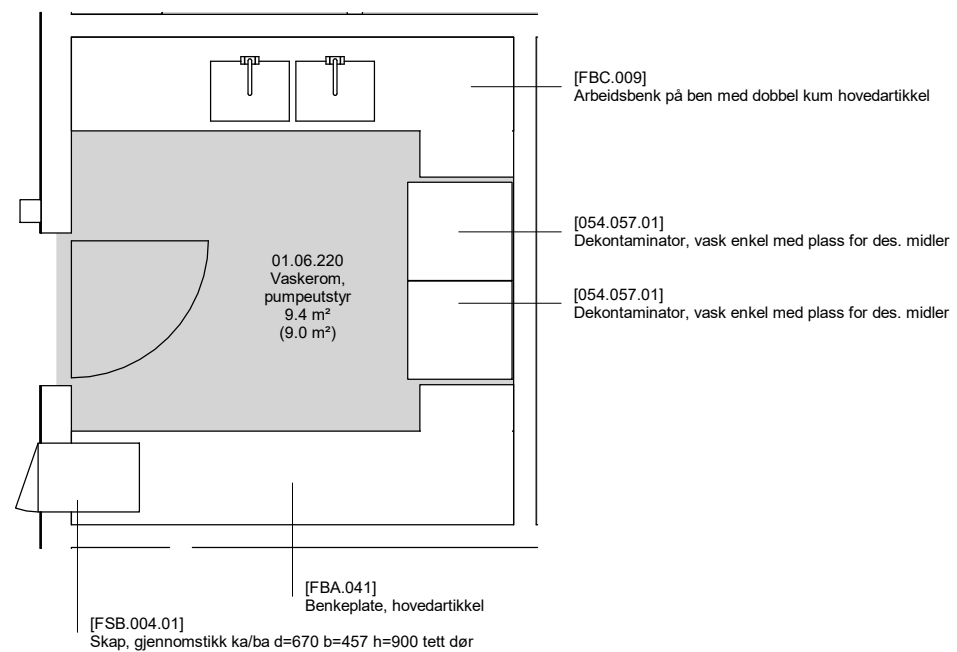 [FBC.009]
Arbeidsbenk på ben med dobbel kum hovedartikkel
[054.057.01]
Dekontaminator, vask enkel med plass for des. midler
01.06.220
Vaskerom,
pumpeutstyr
9.4 m²
(9.0 m²)
[054.057.01]
Dekontaminator, vask enkel med plass for des. midler
[FBA.041]
Benkeplate, hovedartikkel
[FSB.004.01]
Skap, gjennomstikk ka/ba d=670 b=457 h=900 tett dør